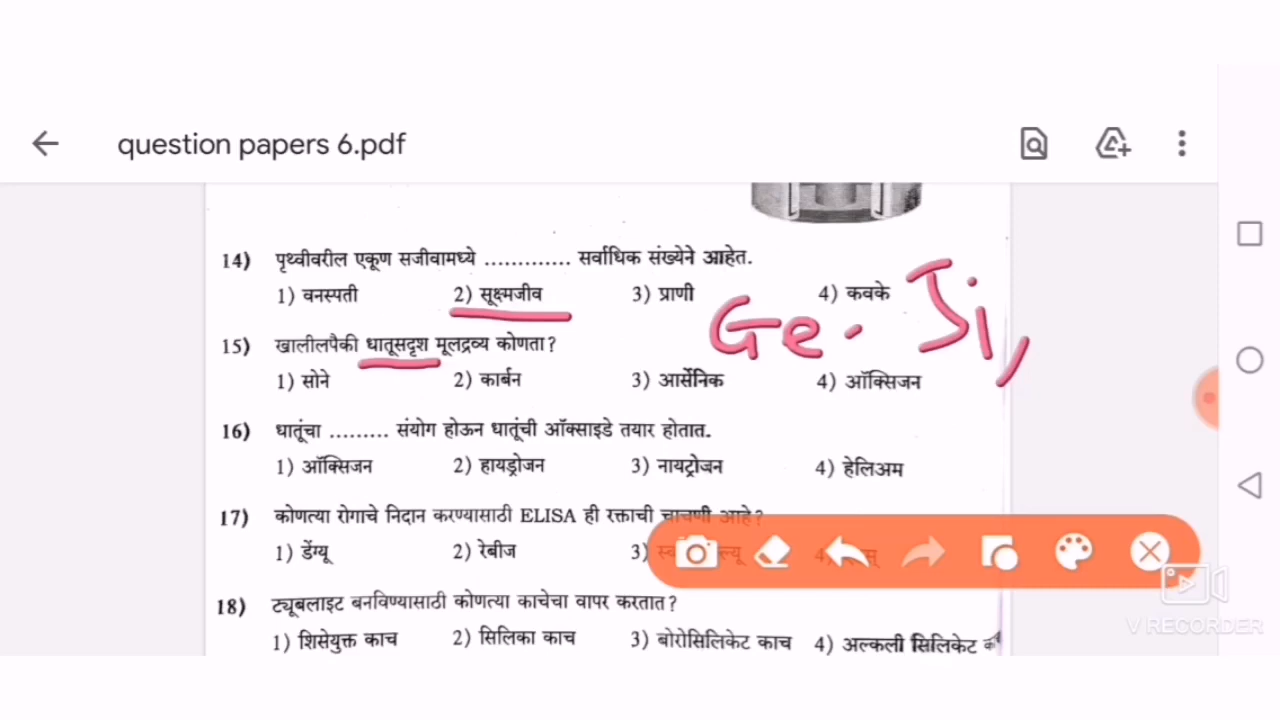 question papers 6.pdf
14) पृथ्वीवरील एकूण सजीवामध्ये ............. सर्वाधिक संख्येने आहेत.
1) वनस्पती 2) सूक्ष्मजीव 3) प्राणी 4) कवके
Ge. Si,
15) खालीलपैकी धातूसदृश मूलद्रव्य कोणता?
1) सोने 2) कार्बन 3) आर्सेनिक 4) ऑक्सिजन
16) धातूंचा ......... संयोग होऊन धातूंची ऑक्साइडे तयार होतात.
1) ऑक्सिजन 2) हायड्रोजन 3) नायट्रोजन 4) हेलिअम
17) कोणत्या रोगाचे निदान करण्यासाठी ELISA ही रक्ताची चाचणी आहे?
1) डेंग्यू 2) रेबीज 3)
18) ट्यूबलाइट बनविण्यासाठी कोणत्या काचेचा वापर करतात?
1) शिसेयुक्त काच 2) सिलिका काच 3) बोरोसिलिकेट काच 4) अल्कली सिलिकेट
V RECORDER